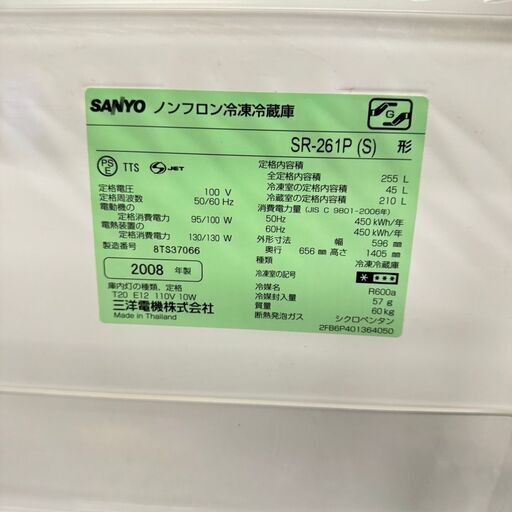 SANYO ノンフロン冷凍冷蔵庫
G
SR-261P (S) 形
PS E TTS S JET
定格電圧 100 V
定格周波数 50/60 Hz
電動機の定格消費電力 95/100 W
電熱装置の定格消費電力 130/130 W
製造番号 8TS37066
2008 年製
庫内灯の種類、定格
T20 E12 110V 10W
三洋電機株式会社
Made in Thailand
定格内容積
全定格内容積 255 L
冷凍室の定格内容積 45 L
冷蔵室の定格内容積 210 L
消費電力量 (JIS C 9801-2006年)
50Hz 450 kWh/年
60Hz 450 kWh/年
外形寸法 幅 596 mm
奥行 656 mm 高さ 1405 mm
種類 冷凍冷蔵庫
冷凍室の記号
冷媒名 R600a
冷媒封入量 57 g
質量 60 kg
断熱発泡ガス シクロペンタン
2FB6P401364050